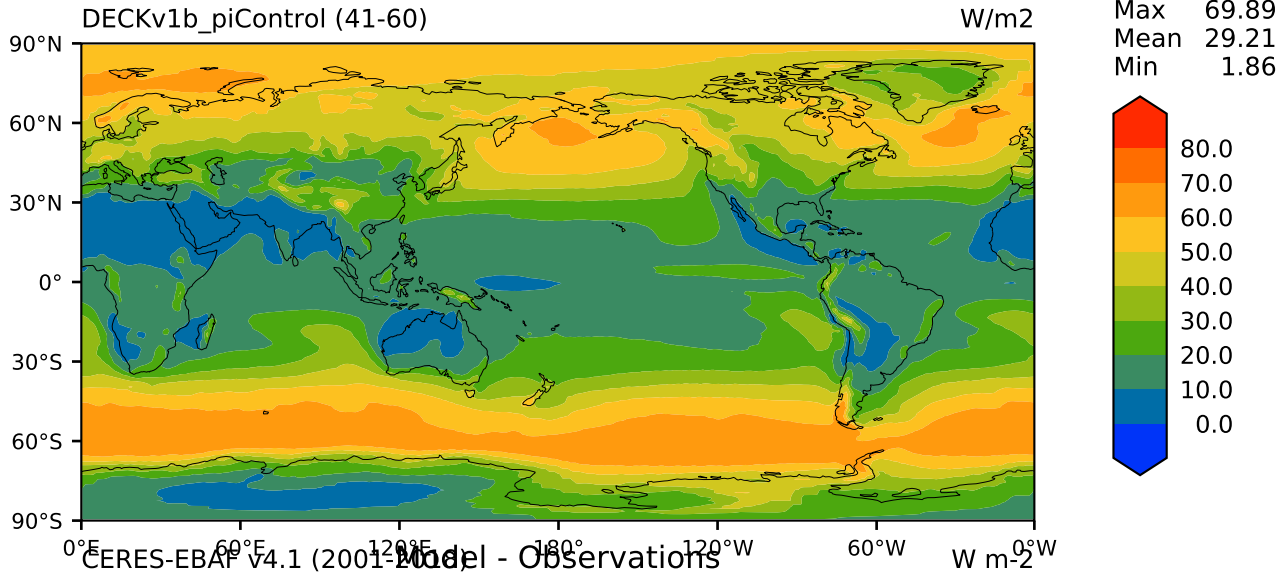 DECKv1b_piControl (41-60) W/m2
Max 69.89
Mean 29.21
Min 1.86
90°N
60°N
30°N
0°
30°S
60°S
90°S
80.0
70.0
60.0
50.0
40.0
30.0
20.0
10.0
0.0
0°E 60°E 120°E 180° 120°W 60°W 0°W
CERES-EBAF v4.1 (2001-2018) Model - Observations W m-2